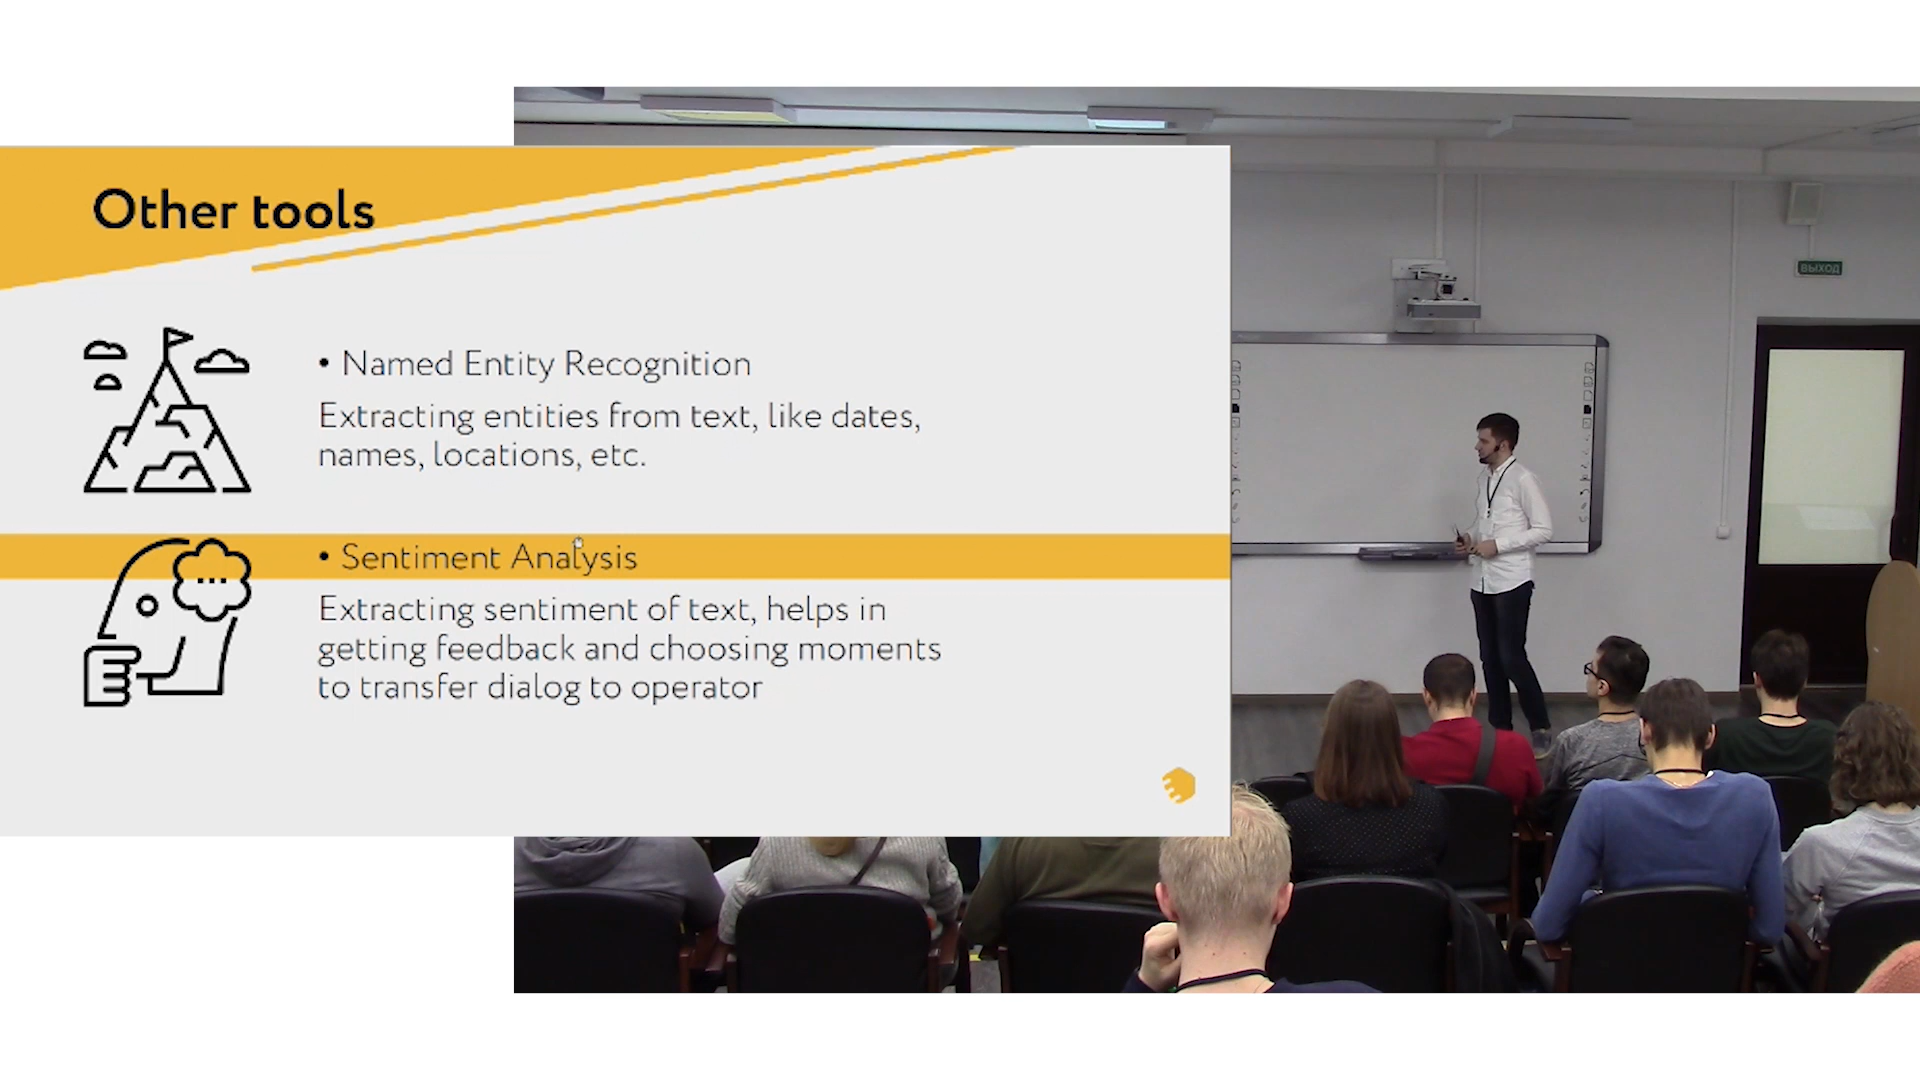 Other tools
• Named Entity Recognition
Extracting entities from text, like dates,
names, locations, etc.
• Sentiment Analysis
Extracting sentiment of text, helps in
getting feedback and choosing moments
to transfer dialog to operator
ВЫХОД